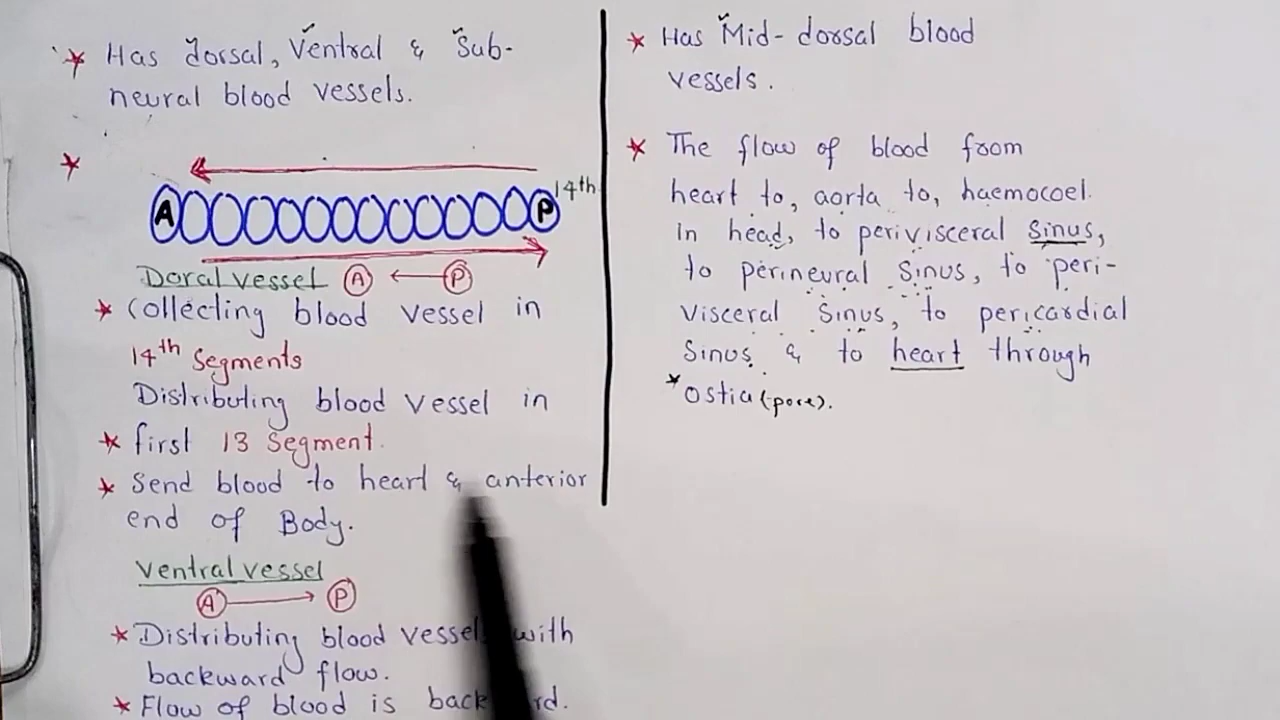 * Has dorsal, Ventral & Sub-
neural blood vessels.
*
14th
A P
Doral vessel A ← P
* Collecting blood vessel in
14th Segments
Distributing blood vessel in
* first 13 Segment.
* Send blood to heart & anterior
end of Body.
Ventral vessel
A → P
* Distributing blood vessel with
backward flow.
* Flow of blood is
* Has Mid-dorsal blood
vessels.
* The flow of blood from
heart to, aorta to, haemocoel.
in head, to perivisceral Sinus,
to perineural Sinus, to peri-
visceral Sinus, to pericardial
Sinus & to heart through
*ostia (pore).